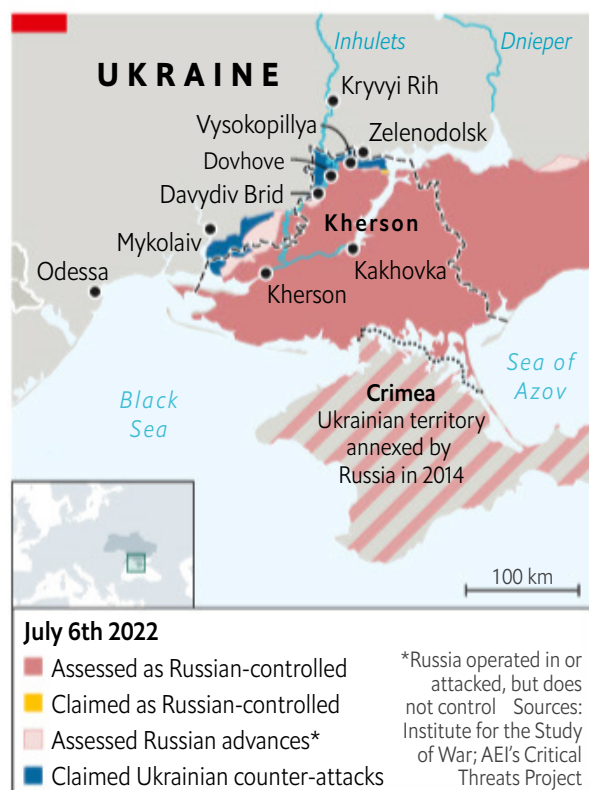 Inhulets
Dnieper
UKRAINE
Kryvyi Rih
Vysokopillya
Zelenodolsk
Dovhove
Davydiv Brid
Kherson
Mykolaiv
Odessa
Kakhovka
Kherson
Sea of
Azov
Black
Sea
Crimea
Ukrainian territory
annexed by
Russia in 2014
100 km
July 6th 2022
Assessed as Russian-controlled
Claimed as Russian-controlled
Assessed Russian advances*
Claimed Ukrainian counter-attacks
*Russia operated in or
attacked, but does
not control Sources:
Institute for the Study
of War; AEI’s Critical
Threats Project